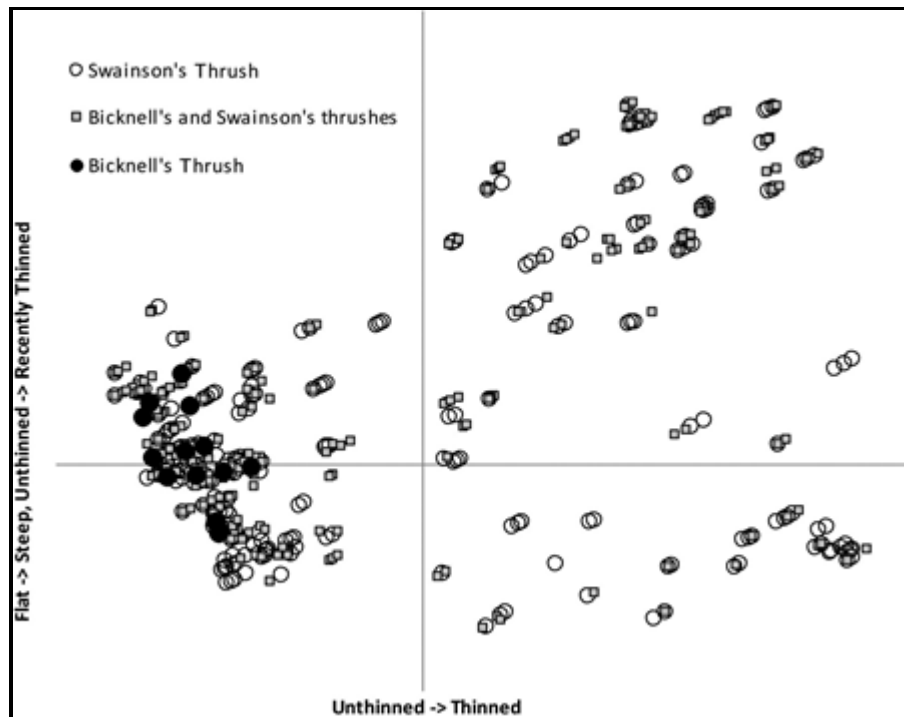 Swainson's Thrush
Bicknell's and Swainson's thrushes
Bicknell's Thrush
Flat -> Steep, Unthinned -> Recently Thinned
Unthinned -> Thinned